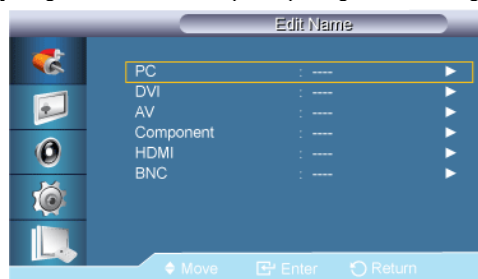 Edit Name
PC : ---- ►
DVI : ---- ►
AV : ---- ►
Component : ---- ►
HDMI : ---- ►
BNC : ---- ►
Move Enter Return